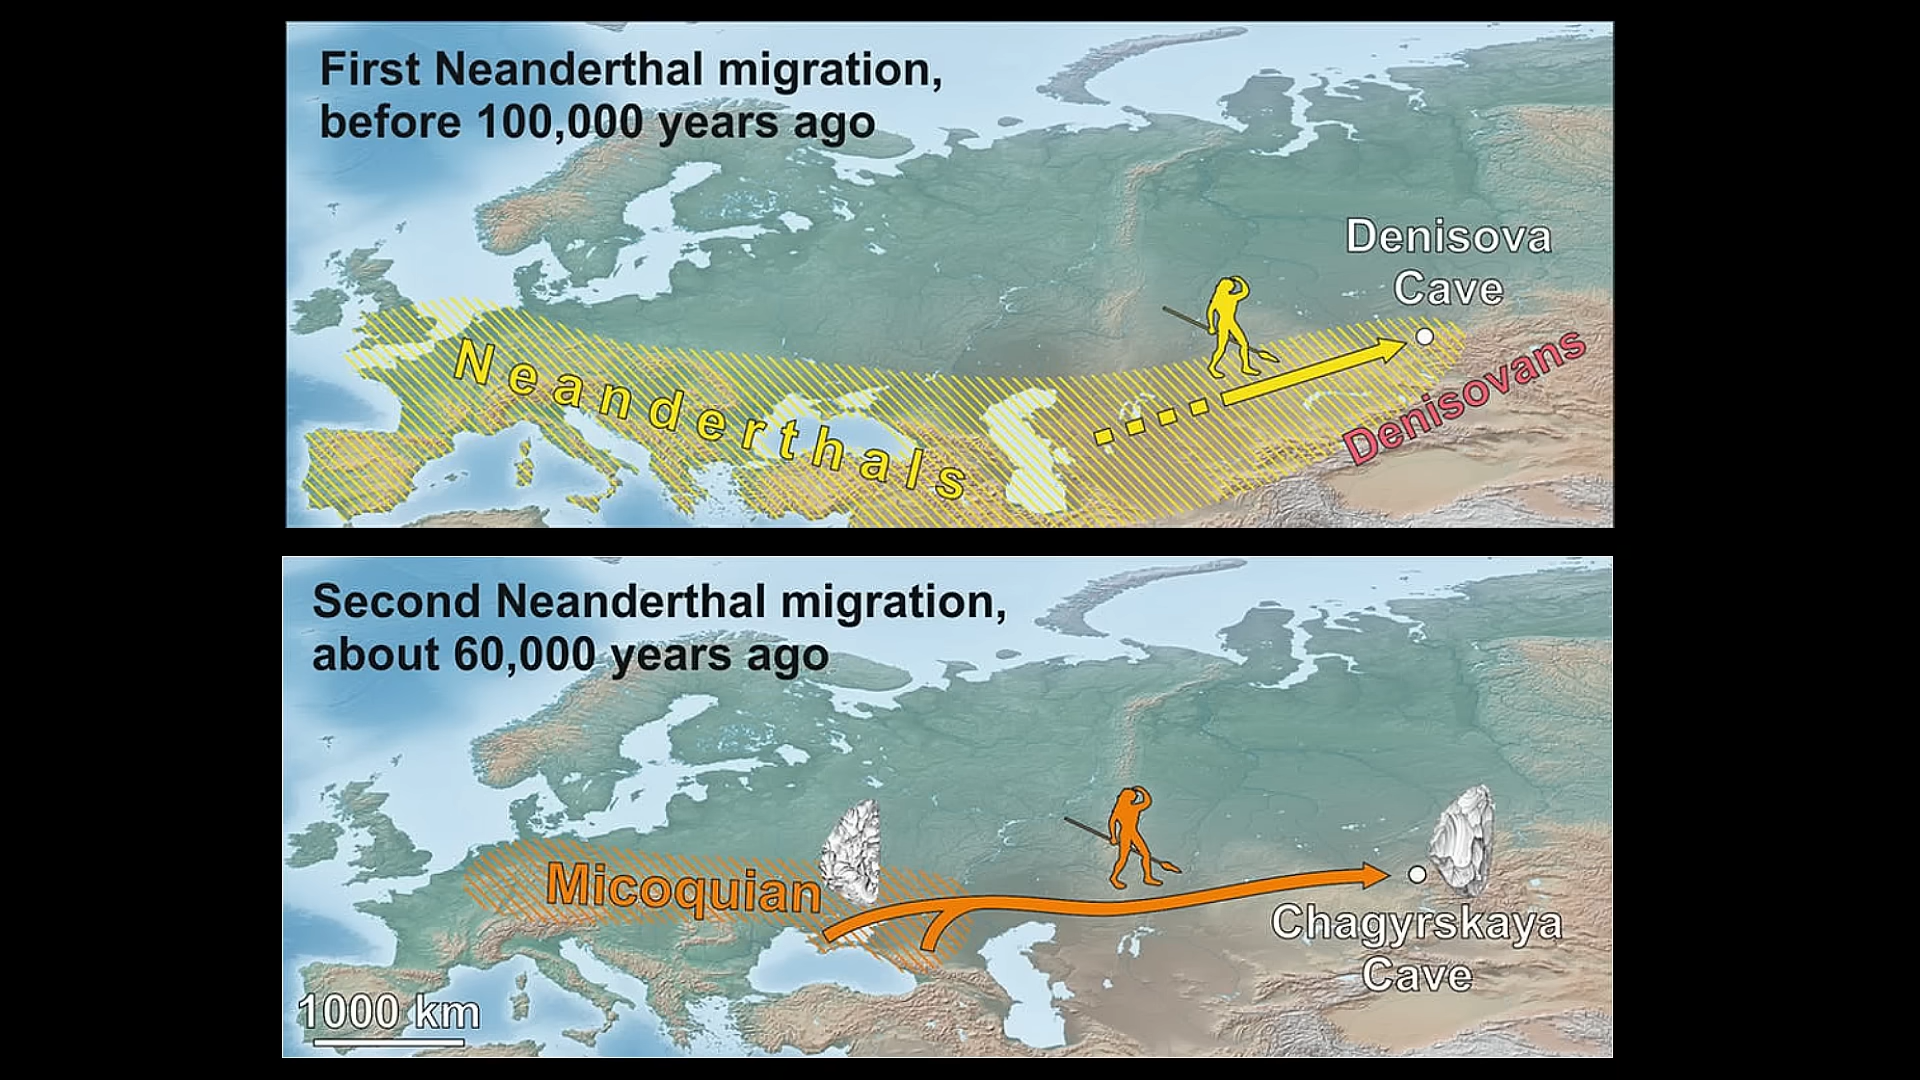 First Neanderthal migration,
before 100,000 years ago
Denisova
Cave
Neanderthals
Denisovans
Second Neanderthal migration,
about 60,000 years ago
Micoquian
Chagyrskaya
Cave
1000 km